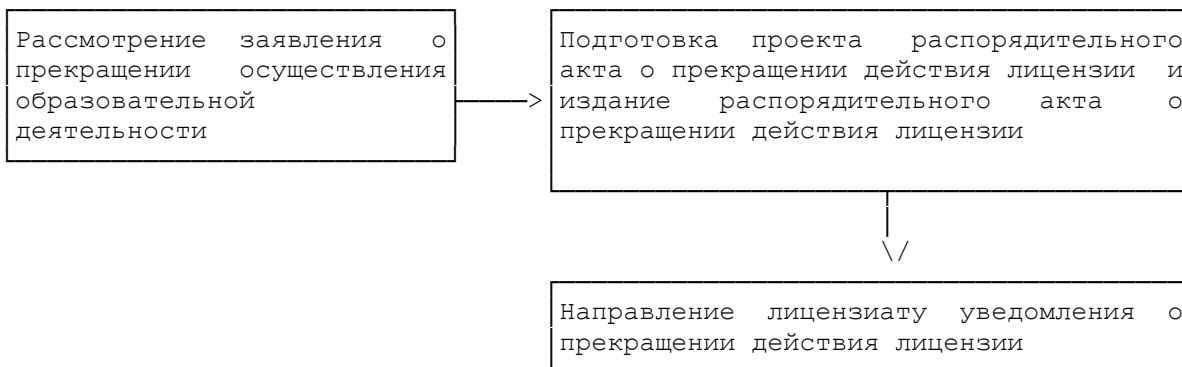 Рассмотрение заявления о
прекращении осуществления
образовательной
деятельности
Подготовка проекта распорядительного
акта о прекращении действия лицензии и
издание распорядительного акта о
прекращении действия лицензии
Направление лицензиату уведомления о
прекращении действия лицензии